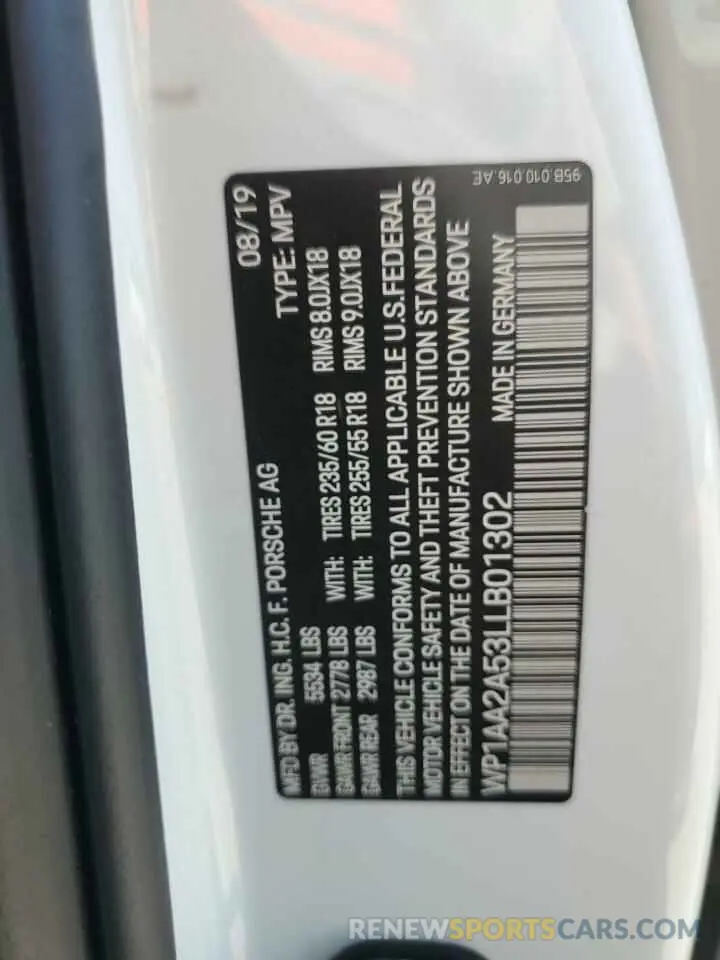 MFD BY DR. ING. H.C. F. PORSCHE AG 08/19
GVWR 5534 LBS TYPE: MPV
GAWR FRONT 2778 LBS WITH: TIRES 235/60 R18 RIMS 8.0JX18
GAWR REAR 2987 LBS WITH: TIRES 255/55 R18 RIMS 9.0JX18
THIS VEHICLE CONFORMS TO ALL APPLICABLE U.S. FEDERAL
MOTOR VEHICLE SAFETY AND THEFT PREVENTION STANDARDS
IN EFFECT ON THE DATE OF MANUFACTURE SHOWN ABOVE
WP1AA2A53LLB01302 MADE IN GERMANY
95B.010.016.AE
RENEWSPORTSCARS.COM